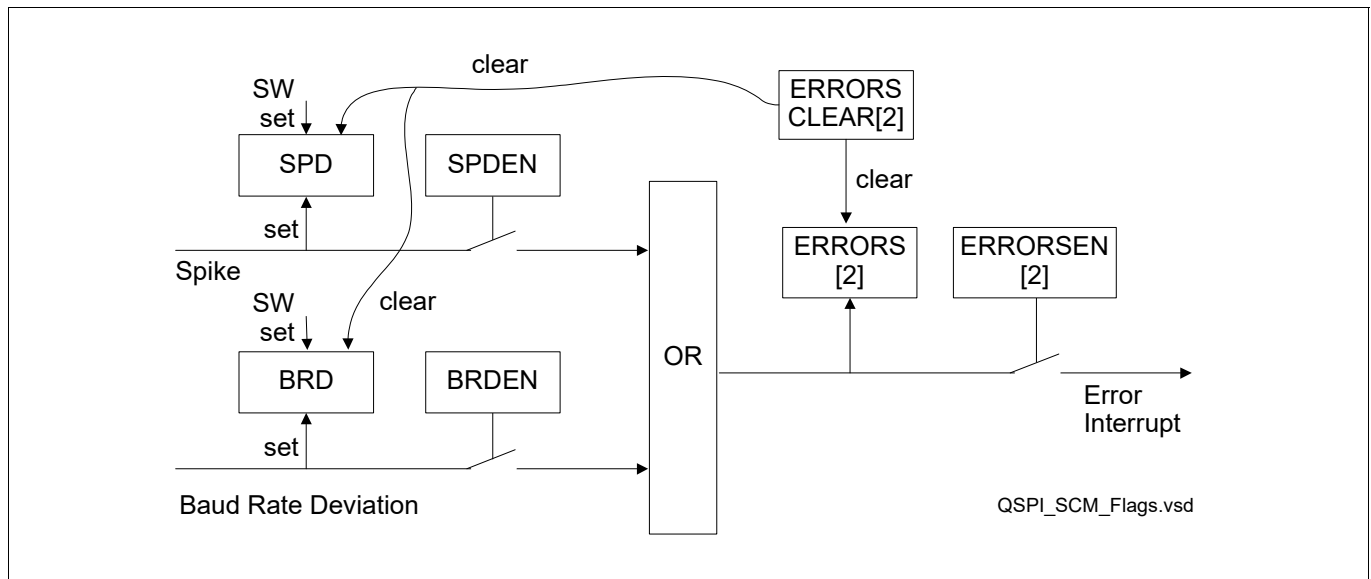 clear
SW
set
ERRORS
CLEAR[2]
SPD
SPDEN
clear
set
Spike
ERRORS
[2]
ERRORSEN
[2]
SW
set
clear
OR
BRD
BRDEN
Error
Interrupt
set
Baud Rate Deviation
QSPI_SCM_Flags.vsd